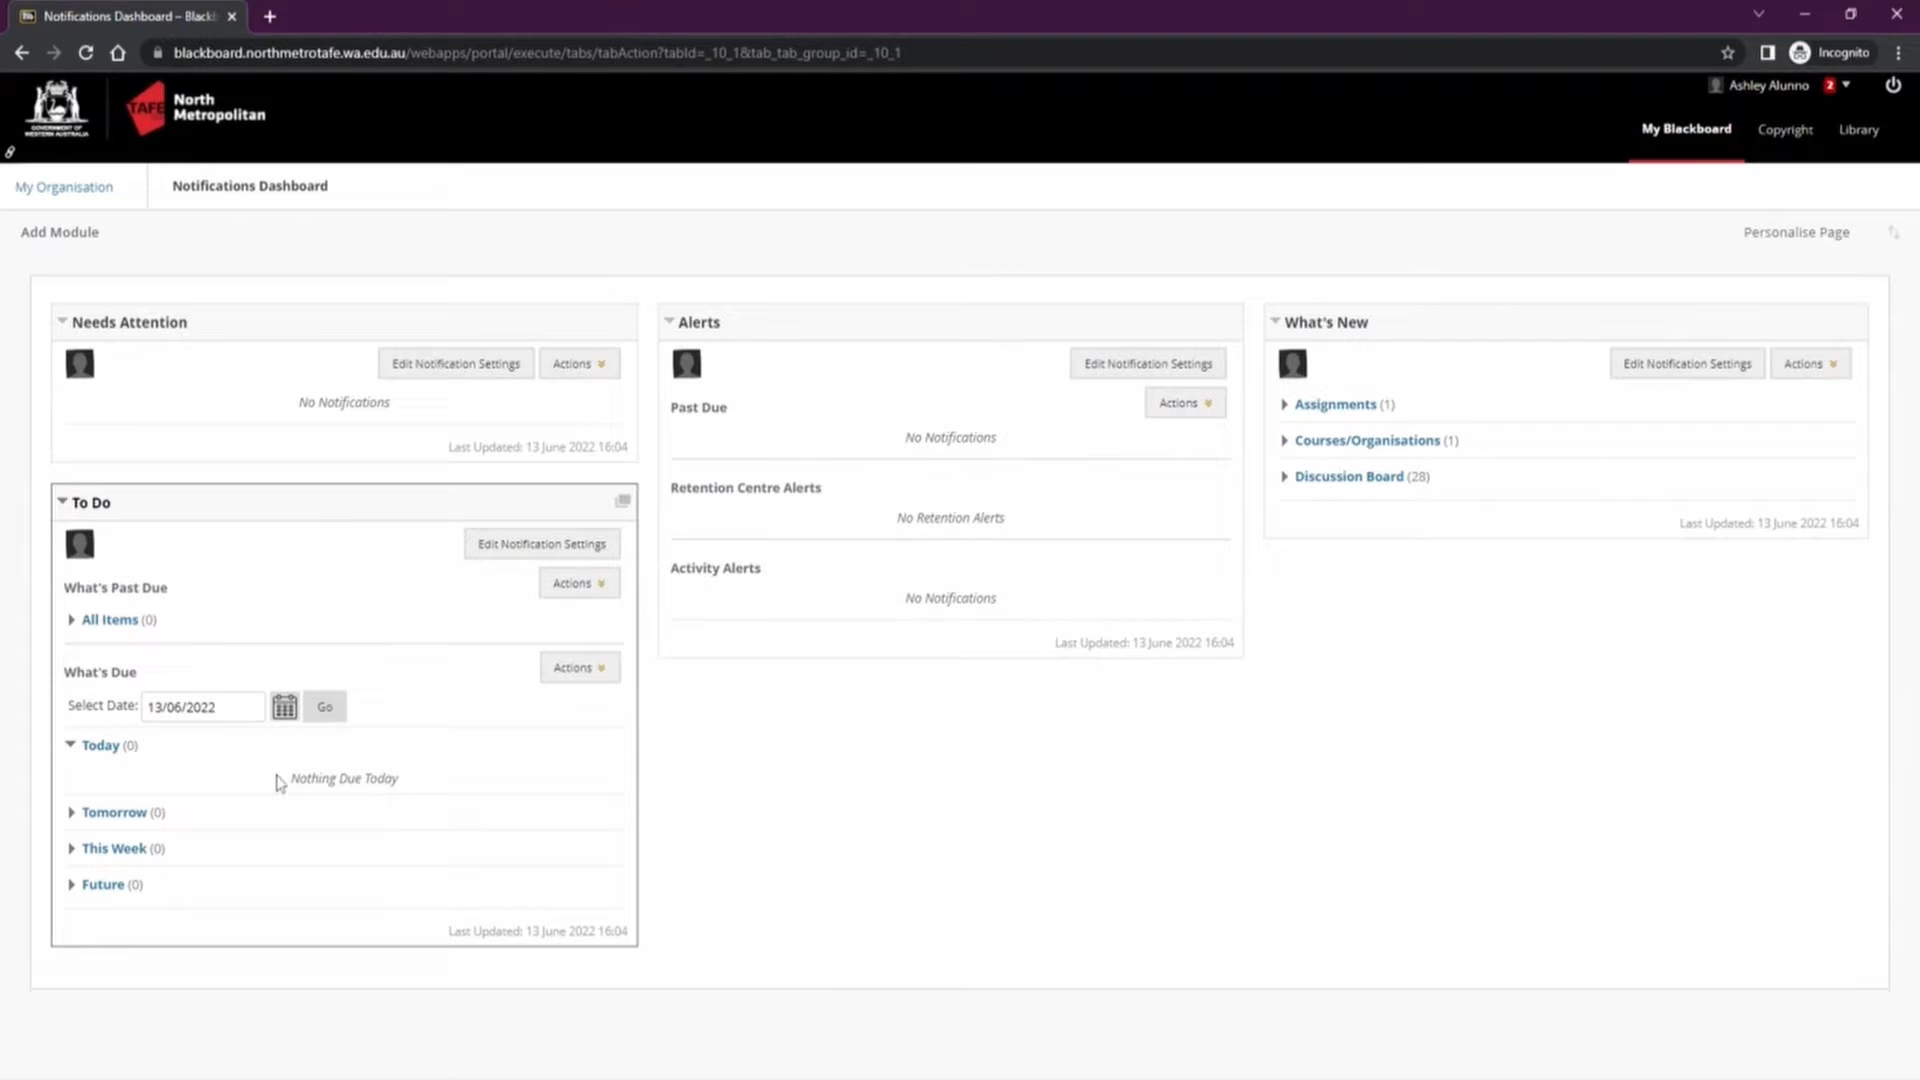 Notifications Dashboard – Blackb
blackboard.northmetrotafe.wa.edu.au/webapps/portal/execute/tabs/tabAction?tabId=_10_1&tab_tab_group_id=_10_1
Incognito
GOVERNMENT OF
WESTERN AUSTRALIA
TAFE
North
Metropolitan
Ashley Alunno 2
My Blackboard
Copyright
Library
My Organisation
Notifications Dashboard
Add Module
Personalise Page
Needs Attention
Edit Notification Settings
Actions
No Notifications
Last Updated: 13 June 2022 16:04
To Do
Edit Notification Settings
What's Past Due
Actions
All Items (0)
What's Due
Actions
Select Date: 13/06/2022 Go
Today (0)
Nothing Due Today
Tomorrow (0)
This Week (0)
Future (0)
Last Updated: 13 June 2022 16:04
Alerts
Edit Notification Settings
Past Due
Actions
No Notifications
Retention Centre Alerts
No Retention Alerts
Activity Alerts
No Notifications
Last Updated: 13 June 2022 16:04
What's New
Edit Notification Settings
Actions
Assignments (1)
Courses/Organisations (1)
Discussion Board (28)
Last Updated: 13 June 2022 16:04